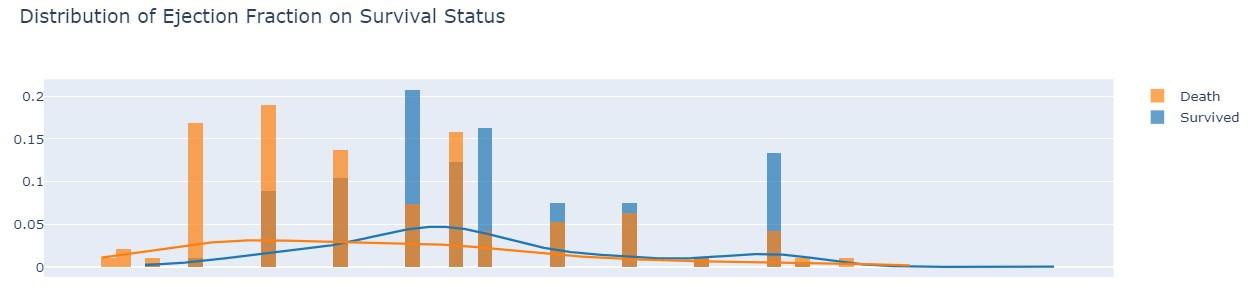 Distribution of Ejection Fraction on Survival Status
0.2
0.15
0.1
0.05
0
Death
Survived